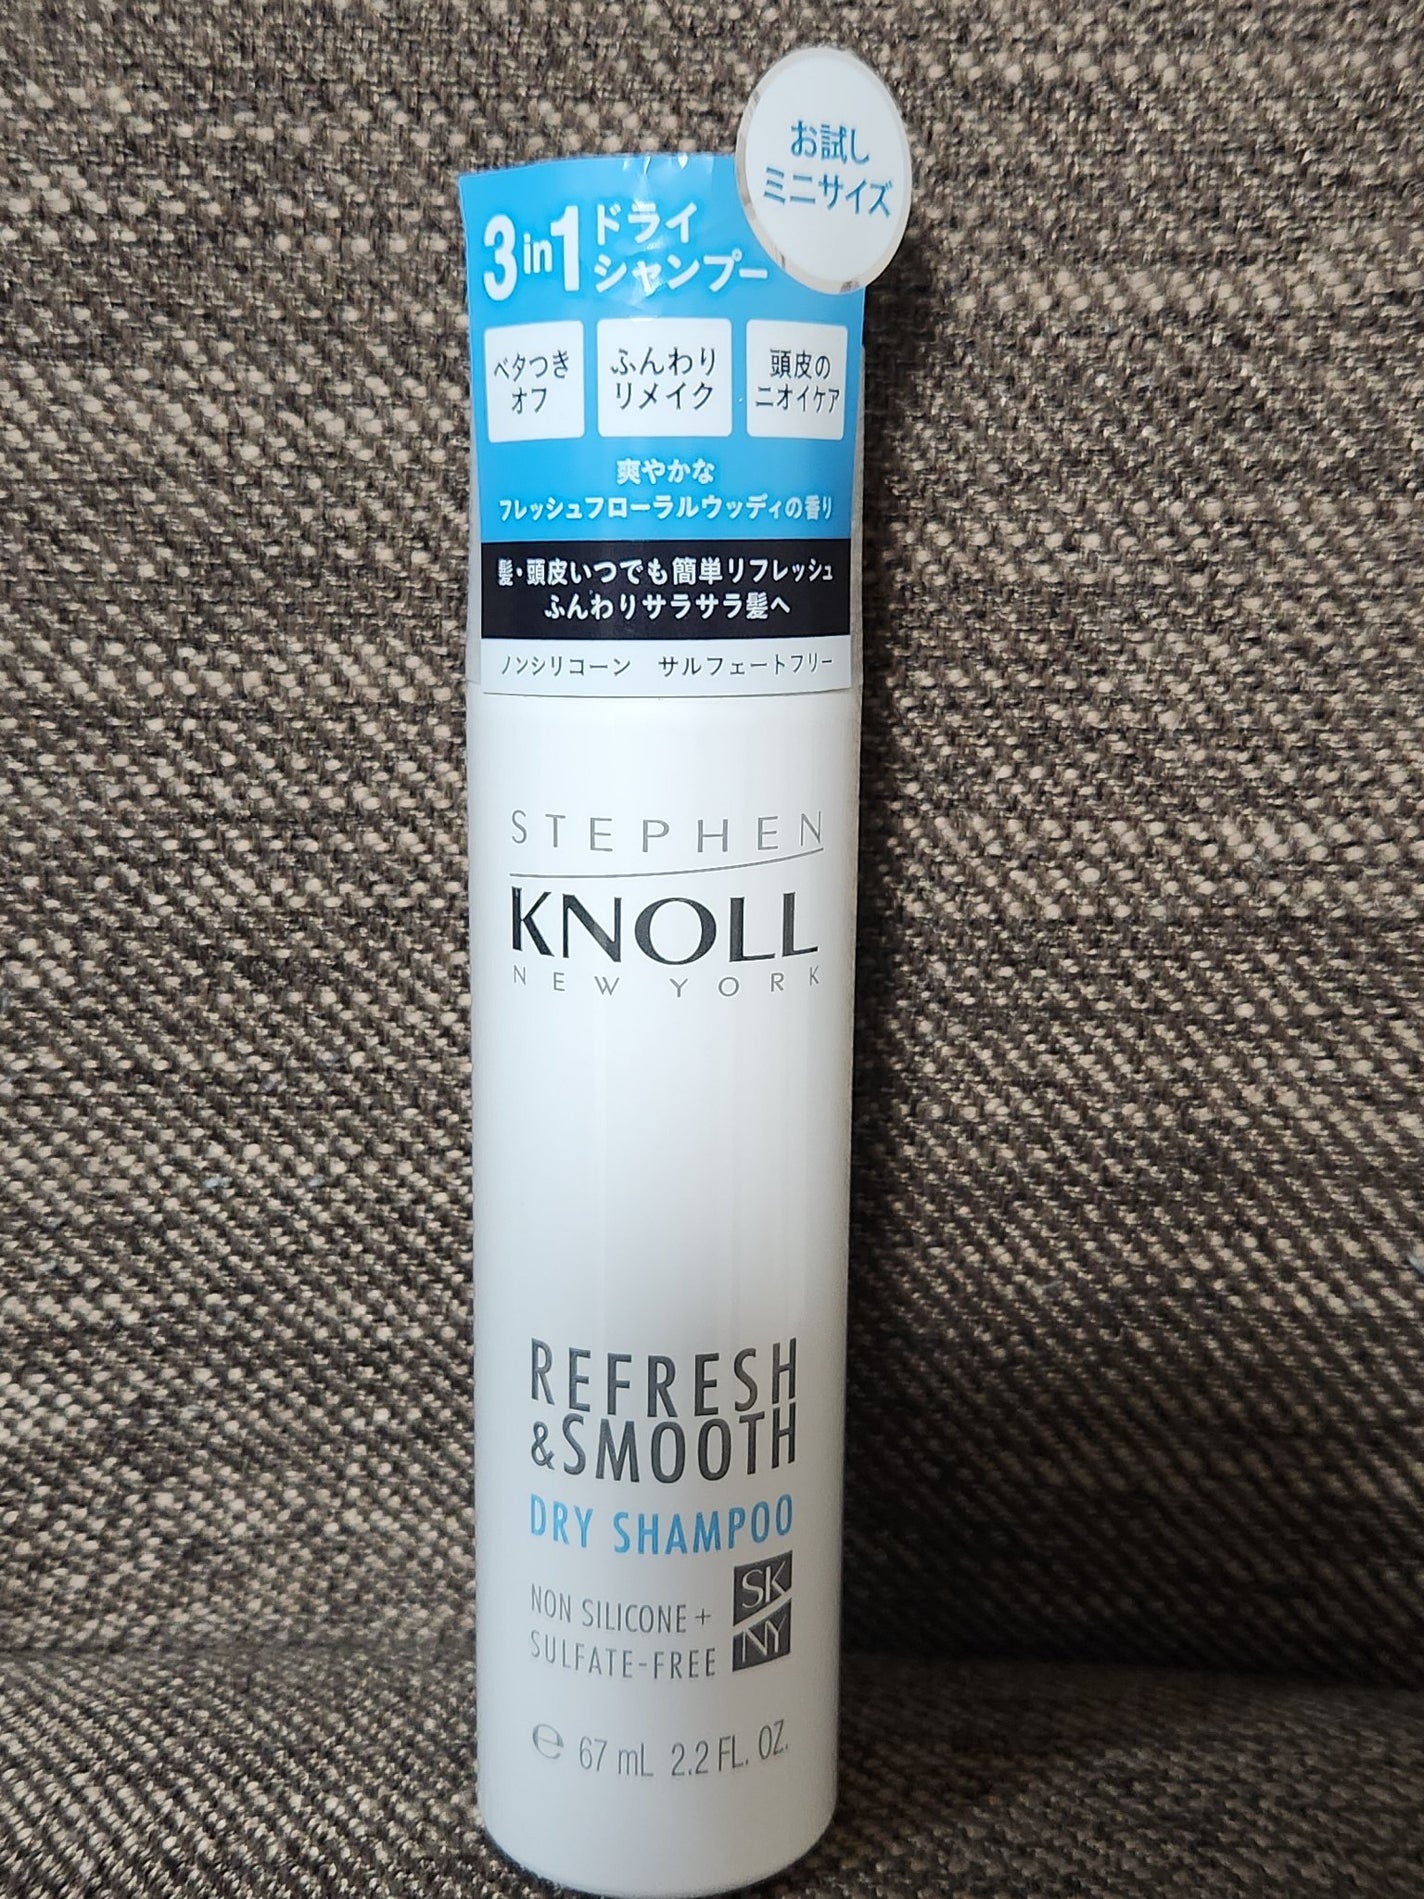 お試し
ミニサイズ
3in1ドライ
シャンプー
ベタつき
オフ
ふんわり
リメイク
頭皮の
ニオイケア
爽やかな
フレッシュフローラルウッディの香り
髪・頭皮いつでも簡単リフレッシュ
ふんわりサラサラ髪へ
ノンシリコーン サルフェートフリー
STEPHEN
KNOLL
NEW YORK
REFRESH
&SMOOTH
DRY SHAMPOO
NON SILICONE +
SULFATE-FREE
SK
NY
℮ 67 mL 2.2 FL. OZ.